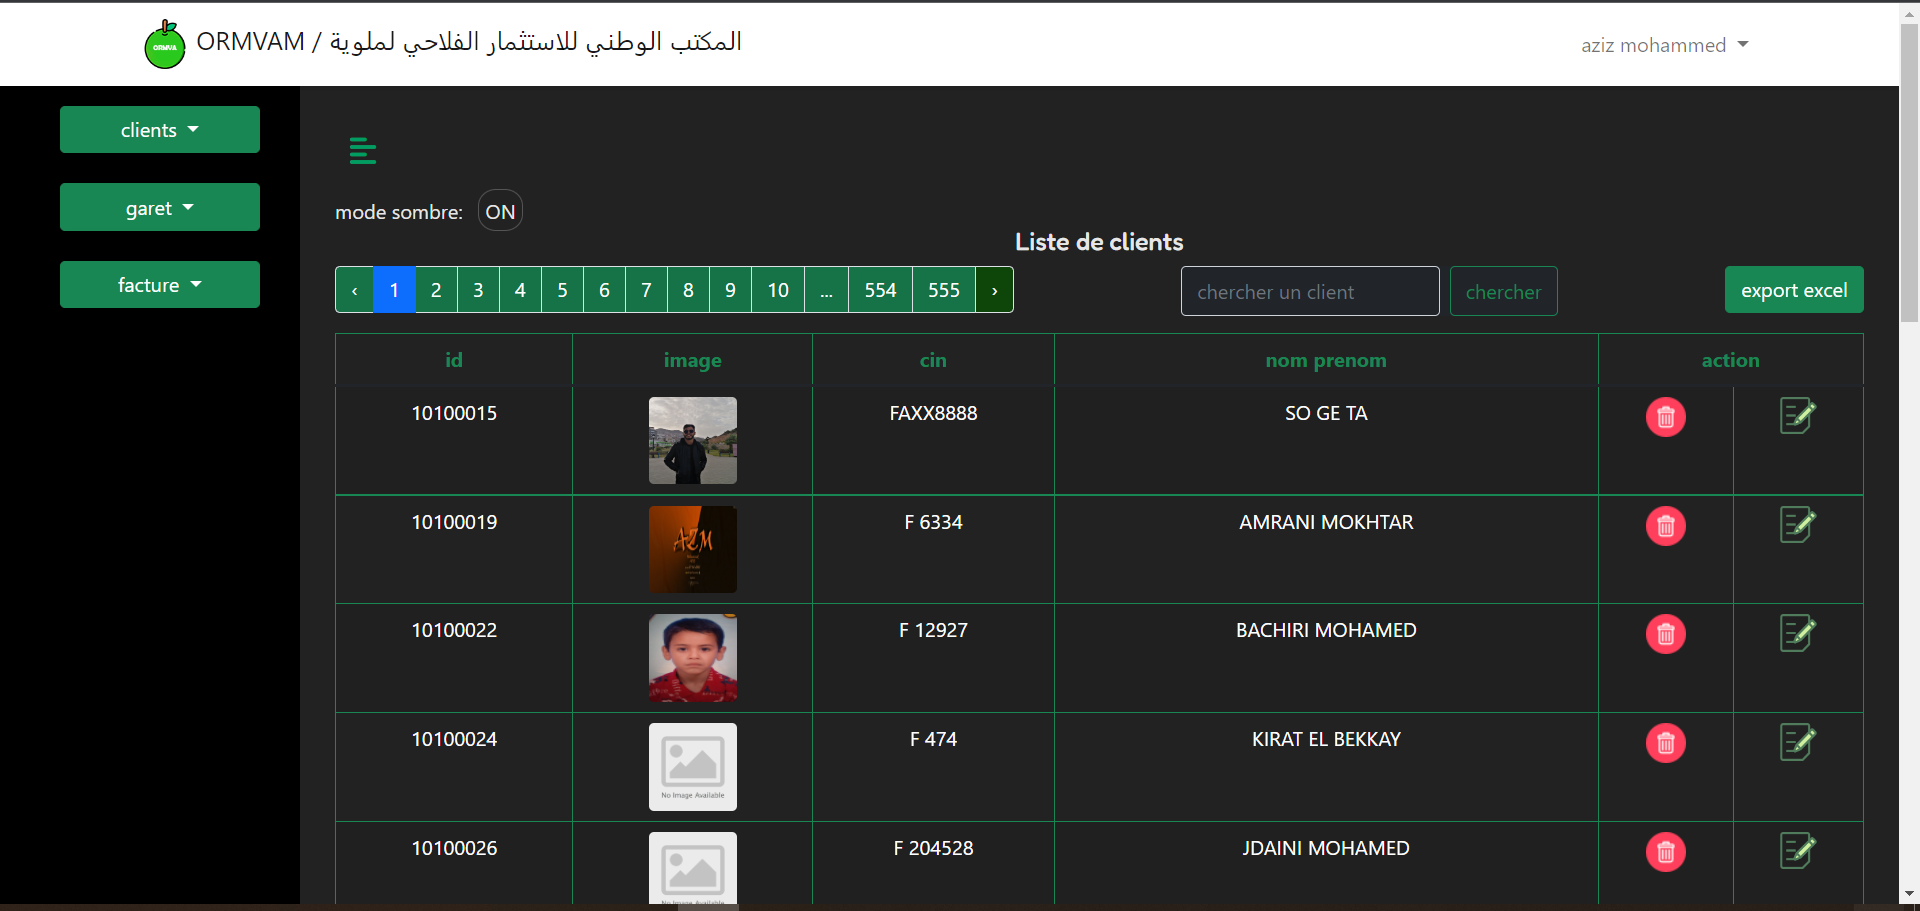 ORMVA
ORMVAM / المكتب الوطني للاستثمار الفلاحي لملوية
aziz mohammed
clients
garet
facture
mode sombre: ON
Liste de clients
‹ 1 2 3 4 5 6 7 8 9 10 ... 554 555 ›
chercher un client
chercher
export excel
id image cin nom prenom action
10100015 FAXX8888 SO GE TA
10100019 AZM F 6334 AMRANI MOKHTAR
10100022 F 12927 BACHIRI MOHAMED
10100024 F 474 KIRAT EL BEKKAY
No Image Available
10100026 F 204528 JDAINI MOHAMED
No Image Available